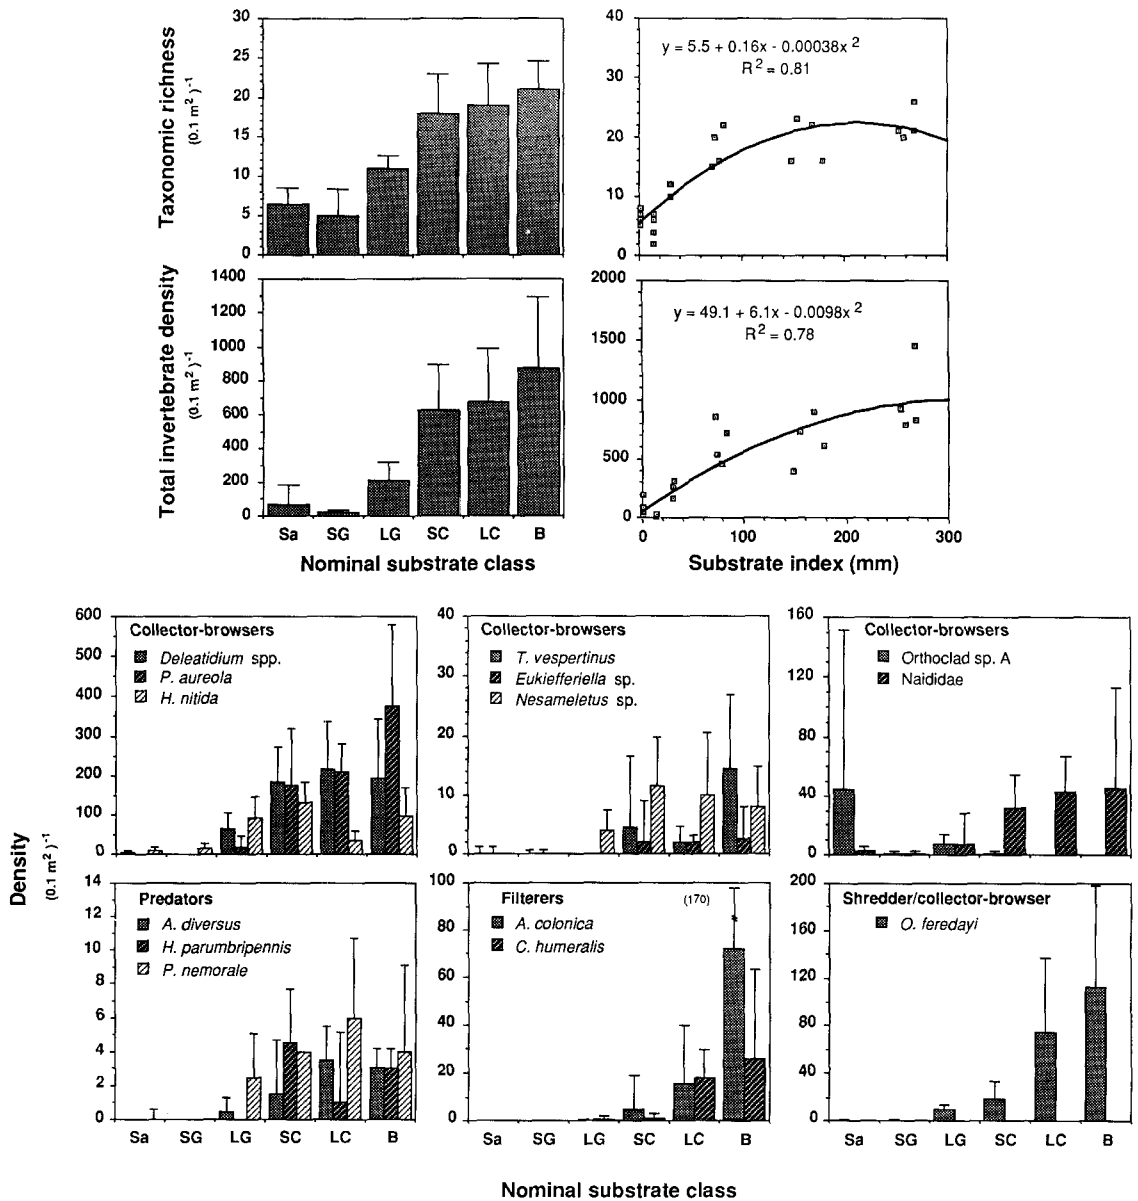 Taxonomic richness
(0.1 m²)⁻¹
30
25
20
15
10
5
0
40
30
20
10
0
y = 5.5 + 0.16x - 0.00038x²
R² = 0.81
Total invertebrate density
(0.1 m²)⁻¹
1400
1200
1000
800
600
400
200
0
Sa SG LG SC LC B
Nominal substrate class
2000
1500
1000
500
0
y = 49.1 + 6.1x - 0.0098x²
R² = 0.78
0 100 200 300
Substrate index (mm)
Density
(0.1 m²)⁻¹
600
500
400
300
200
100
0
Collector-browsers
Deleatidium spp.
P. aureola
H. nitida
40
30
20
10
0
Collector-browsers
T. vespertinus
Eukiefferiella sp.
Nesameletus sp.
160
120
80
40
0
Collector-browsers
Orthoclad sp. A
Naididae
14
12
10
8
6
4
2
0
Predators
A. diversus
H. parumbripennis
P. nemorale
Sa SG LG SC LC B
100
80
60
40
20
0
Filterers
(170)
A. colonica
C. humeralis
Sa SG LG SC LC B
200
160
120
80
40
0
Shredder/collector-browser
O. feredayi
Sa SG LG SC LC B
Nominal substrate class